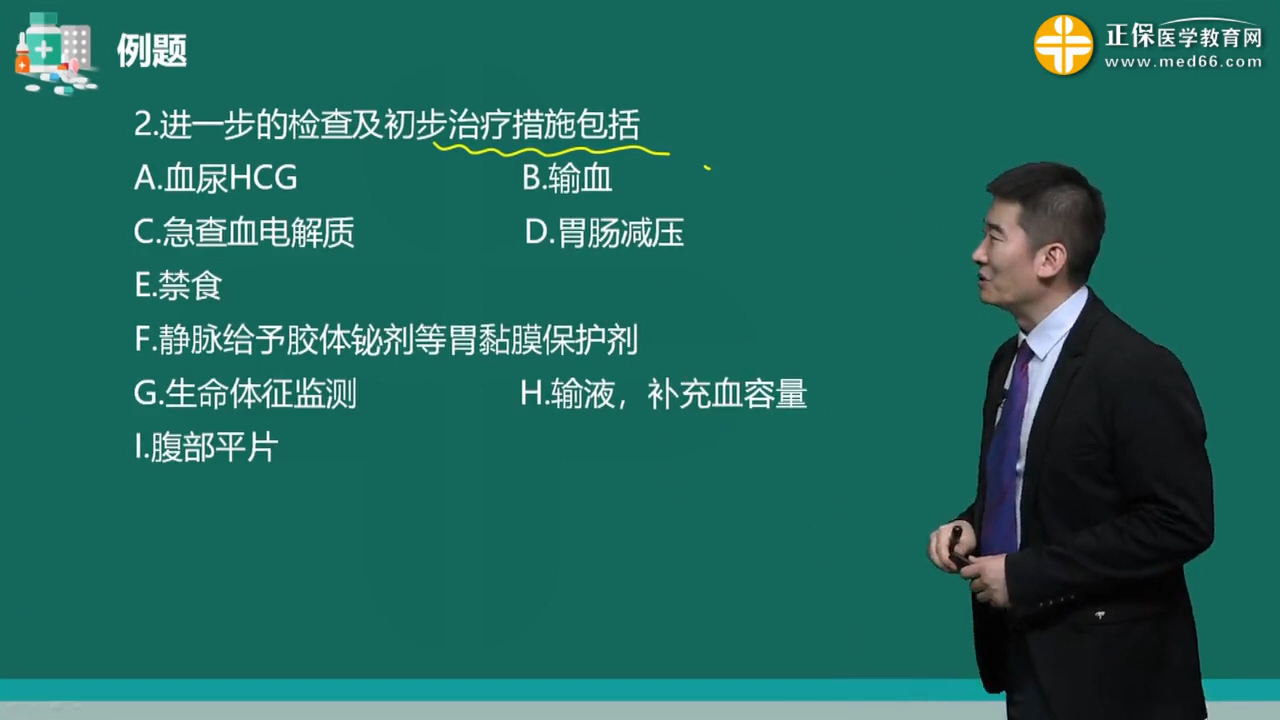 例题
正保医学教育网
www.med66.com
2.进一步的检查及初步治疗措施包括
A.血尿HCG B.输血
C.急查血电解质 D.胃肠减压
E.禁食
F.静脉给予胶体铋剂等胃黏膜保护剂
G.生命体征监测 H.输液，补充血容量
I.腹部平片